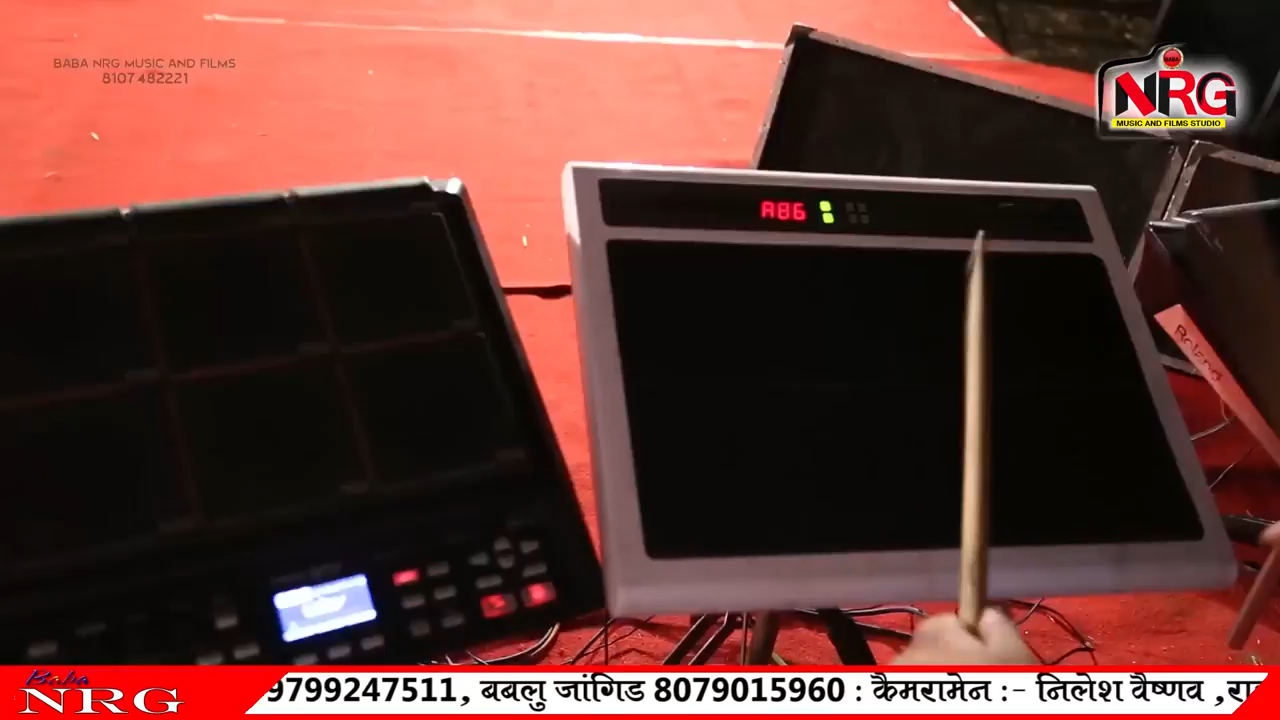 BABA NRG MUSIC AND FILMS
8107482221
BABA
NRG
MUSIC AND FILMS STUDIO
A86
Roland
Baba
NRG
9799247511, बबलु जांगिड 8079015960 : कैमरामेन :- निलेश वैष्णव ,रा